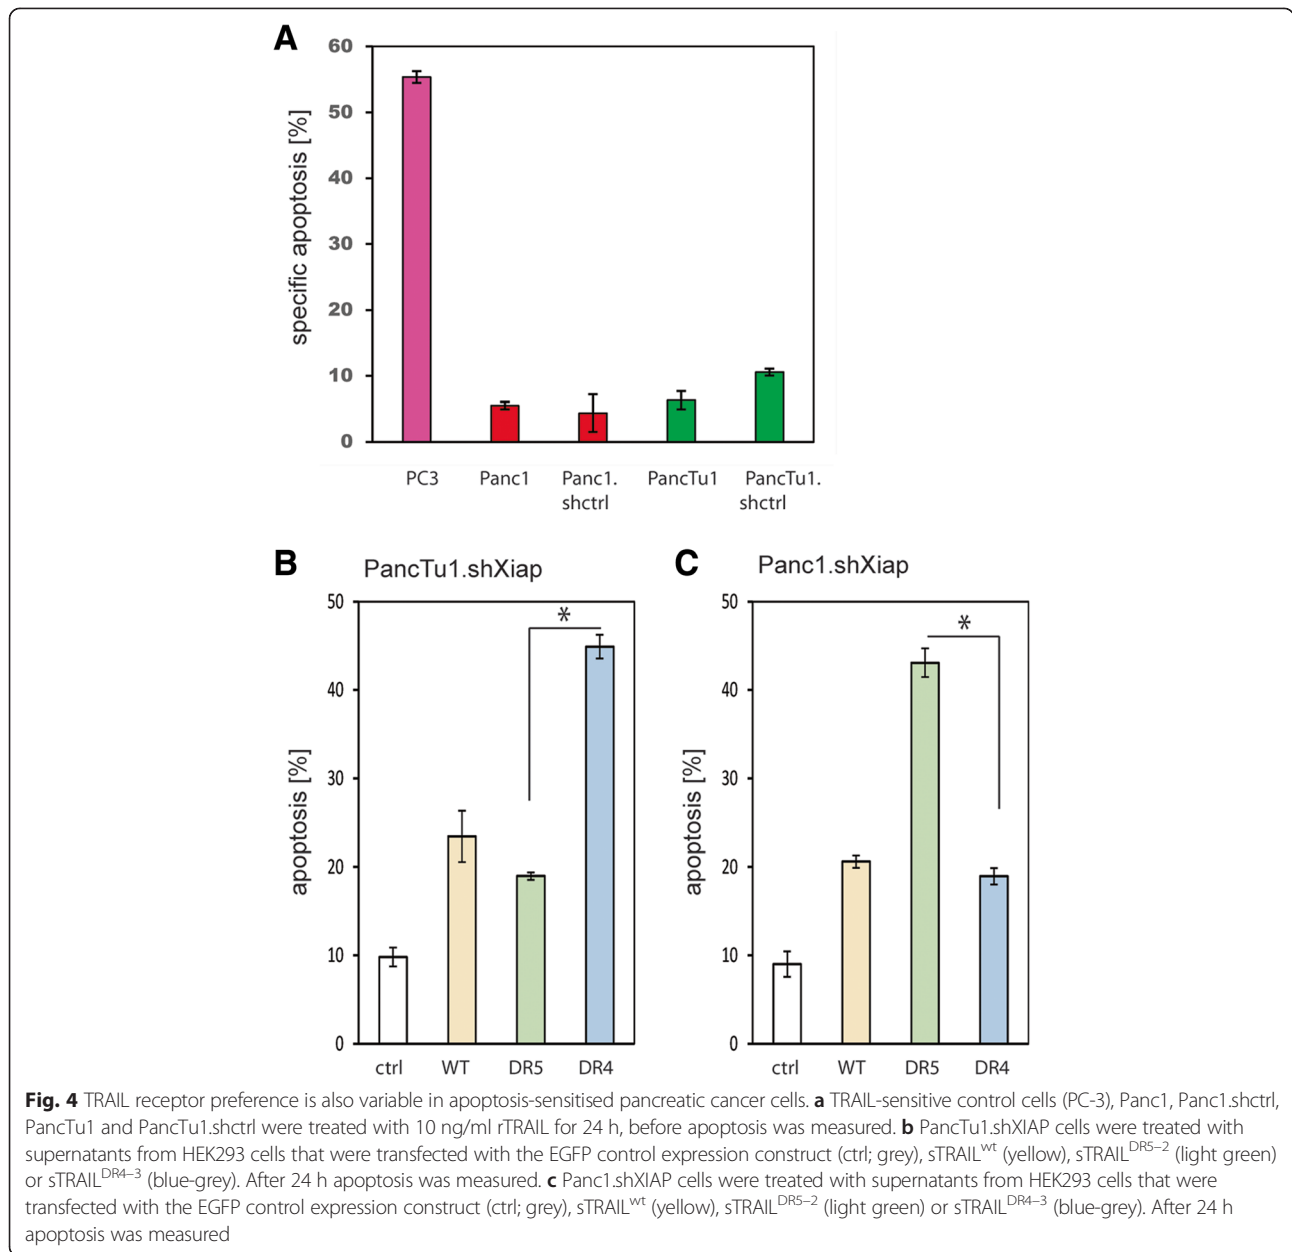 A
60
50
40
30
20
10
0
specific apoptosis [%]
PC3 Panc1 Panc1. shctrl PancTu1 PancTu1. shctrl
B
PancTu1.shXiap
50
40
30
20
10
0
apoptosis [%]
*
ctrl WT DR5 DR4
C
Panc1.shXiap
50
40
30
20
10
0
apoptosis [%]
*
ctrl WT DR5 DR4
Fig. 4 TRAIL receptor preference is also variable in apoptosis-sensitised pancreatic cancer cells. a TRAIL-sensitive control cells (PC-3), Panc1, Panc1.shctrl,
PancTu1 and PancTu1.shctrl were treated with 10 ng/ml rTRAIL for 24 h, before apoptosis was measured. b PancTu1.shXIAP cells were treated with
supernatants from HEK293 cells that were transfected with the EGFP control expression construct (ctrl; grey), sTRAILwt (yellow), sTRAILDR5–2 (light green)
or sTRAILDR4–3 (blue-grey). After 24 h apoptosis was measured. c Panc1.shXIAP cells were treated with supernatants from HEK293 cells that were
transfected with the EGFP control expression construct (ctrl; grey), sTRAILwt (yellow), sTRAILDR5–2 (light green) or sTRAILDR4–3 (blue-grey). After 24 h
apoptosis was measured